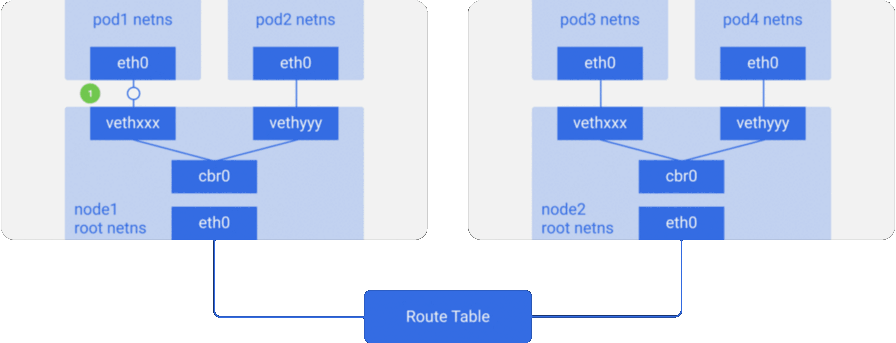 pod1 netns
pod2 netns
eth0
eth0
1
vethxxx
vethyyy
cbr0
node1
root netns
eth0
pod3 netns
pod4 netns
eth0
eth0
vethxxx
vethyyy
cbr0
node2
root netns
eth0
Route Table